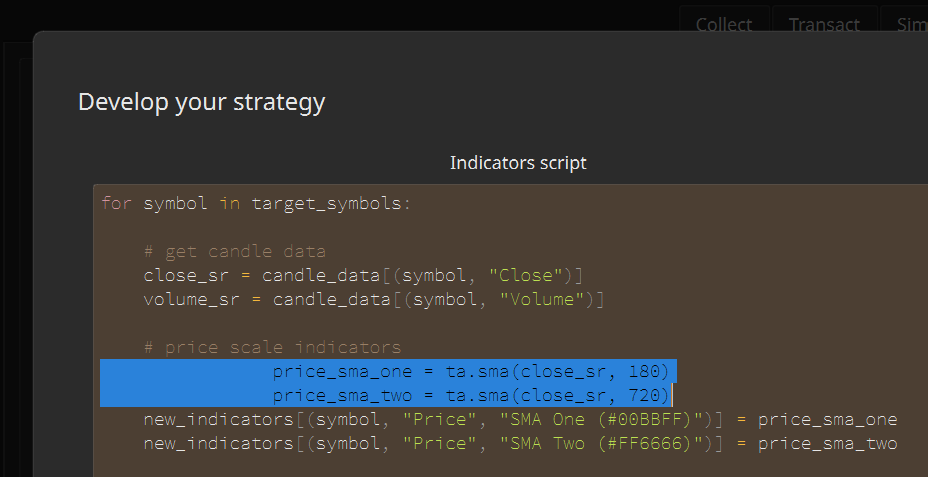 Collect Transact Sim
Develop your strategy
Indicators script
for symbol in target_symbols:
# get candle data
close_sr = candle_data[(symbol, "Close")]
volume_sr = candle_data[(symbol, "Volume")]
# price scale indicators
price_sma_one = ta.sma(close_sr, 180)
price_sma_two = ta.sma(close_sr, 720)
new_indicators[(symbol, "Price", "SMA One (#00BBFF)")] = price_sma_one
new_indicators[(symbol, "Price", "SMA Two (#FF6666)")] = price_sma_two